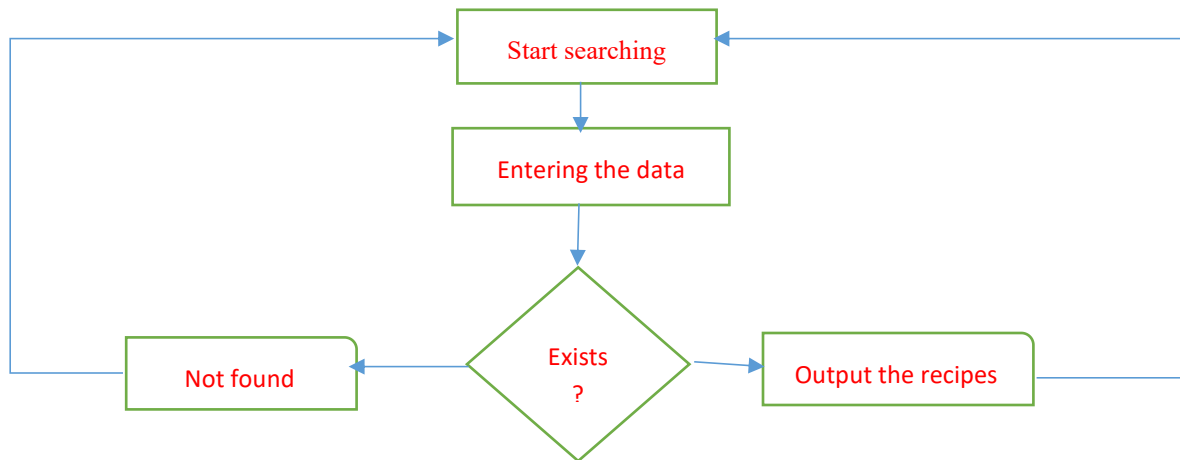 Start searching
Entering the data
Exists
?
Not found
Output the recipes